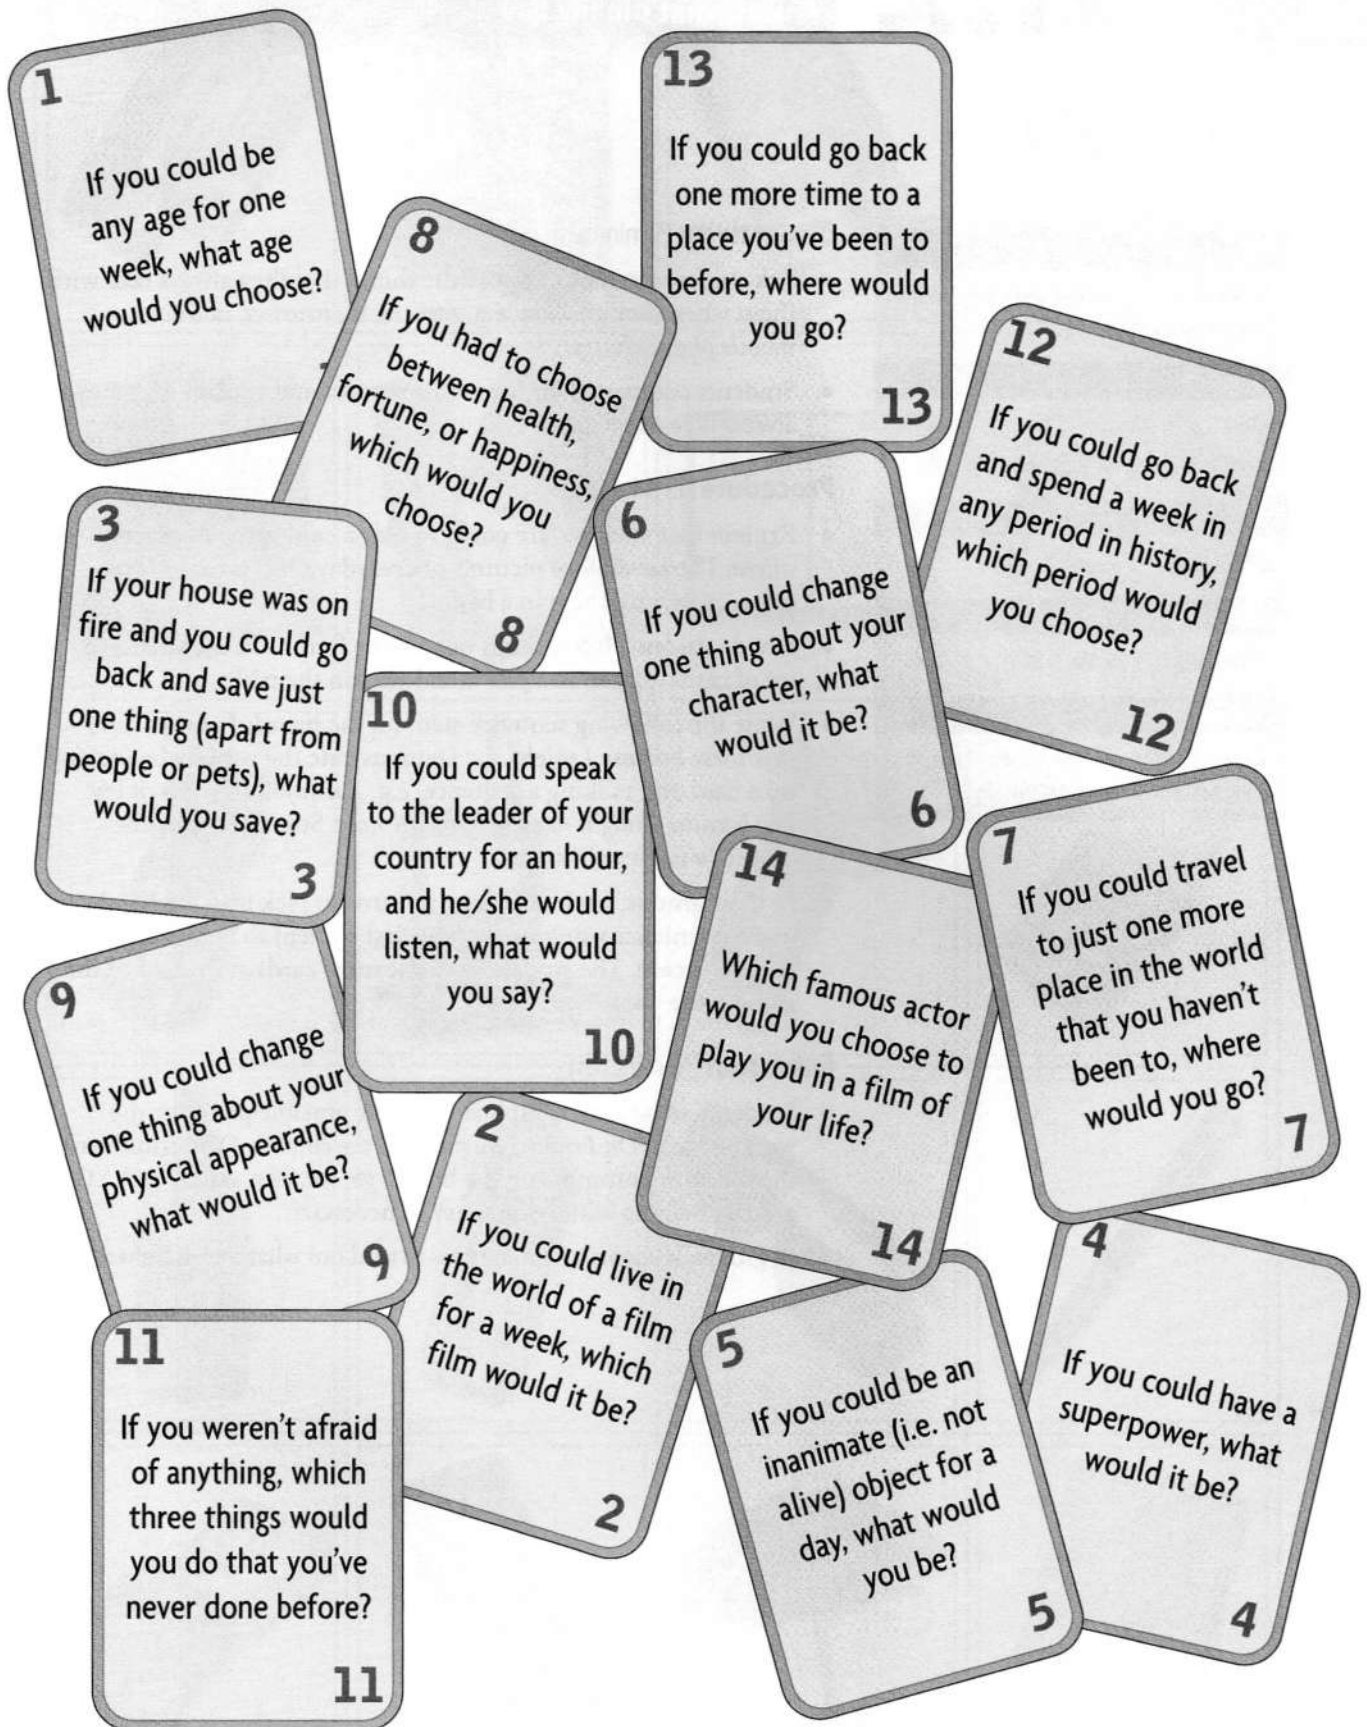 1
If you could be
any age for one
week, what age
would you choose?
13
If you could go back
one more time to a
place you've been to
before, where would
you go?
13
8
If you had to choose
between health,
fortune, or happiness,
which would you
choose?
8
12
If you could go back
and spend a week in
any period in history,
which period would
you choose?
12
3
If your house was on
fire and you could go
back and save just
one thing (apart from
people or pets), what
would you save?
3
6
If you could change
one thing about your
character, what
would it be?
6
10
If you could speak
to the leader of your
country for an hour,
and he/she would
listen, what would
you say?
10
14
Which famous actor
would you choose to
play you in a film of
your life?
14
7
If you could travel
to just one more
place in the world
that you haven't
been to, where
would you go?
7
9
If you could change
one thing about your
physical appearance,
what would it be?
9
2
If you could live in
the world of a film
for a week, which
film would it be?
2
4
If you could have a
superpower, what
would it be?
4
5
If you could be an
inanimate (i.e. not
alive) object for a
day, what would
you be?
5
11
If you weren't afraid
of anything, which
three things would
you do that you've
never done before?
11